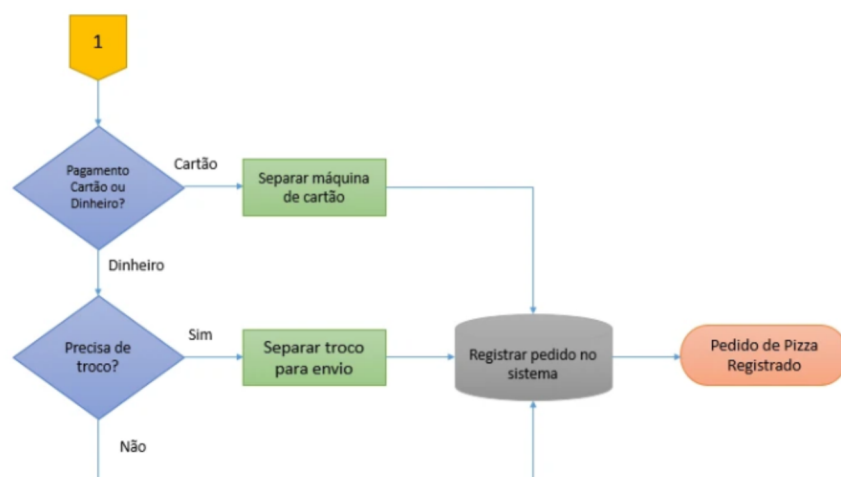 1
Pagamento
Cartão ou
Dinheiro?
Cartão
Separar máquina
de cartão
Dinheiro
Precisa de
troco?
Sim
Separar troco
para envio
Registrar pedido no
sistema
Pedido de Pizza
Registrado
Não